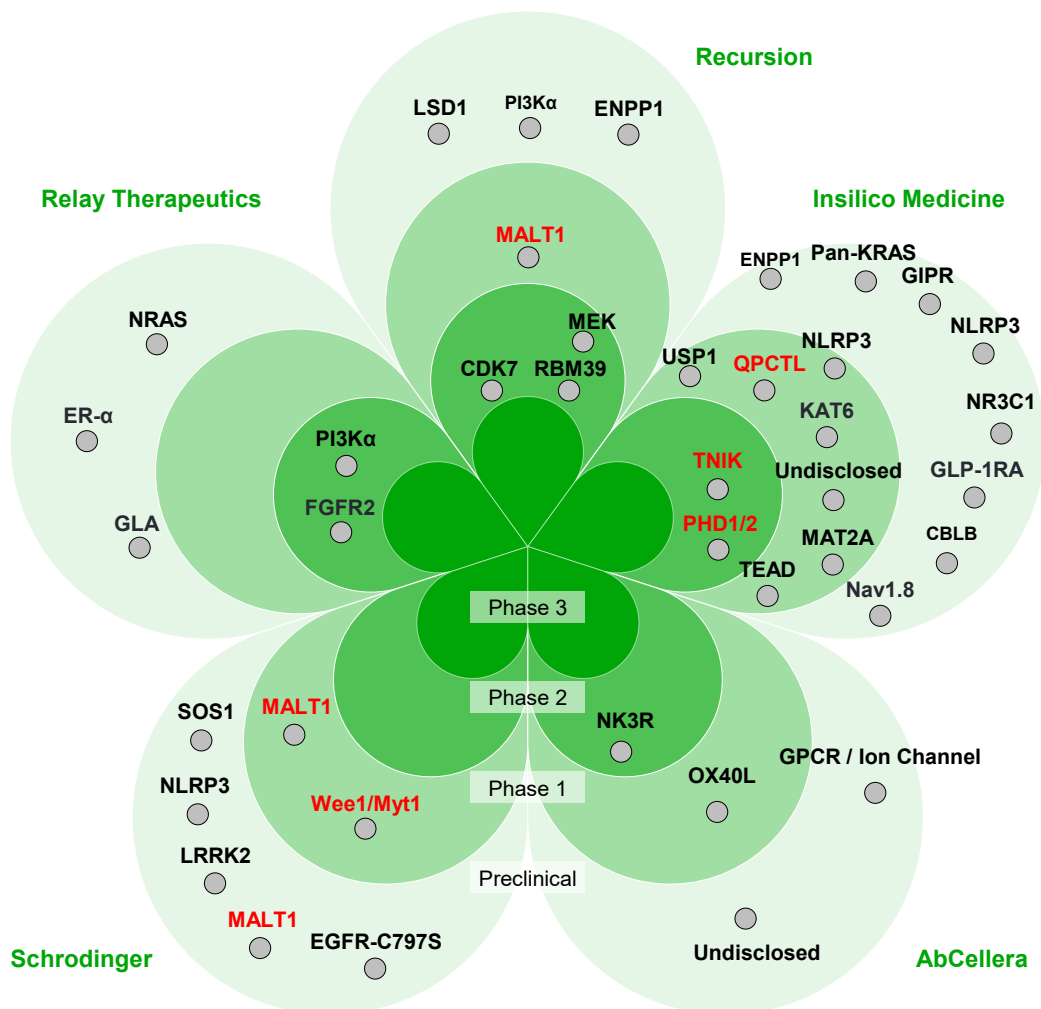 Recursion
LSD1
PI3Kα
ENPP1
MALT1
MEK
CDK7
RBM39
Relay Therapeutics
NRAS
ER-α
GLA
PI3Kα
FGFR2
Insilico Medicine
ENPP1
Pan-KRAS
GIPR
NLRP3
NR3C1
GLP-1RA
CBLB
Nav1.8
USP1
QPCTL
NLRP3
KAT6
Undisclosed
MAT2A
TEAD
TNIK
PHD1/2
Phase 3
Phase 2
Phase 1
Preclinical
SOS1
NLRP3
LRRK2
MALT1
EGFR-C797S
MALT1
Wee1/Myt1
Schrodinger
NK3R
OX40L
GPCR / Ion Channel
Undisclosed
AbCellera